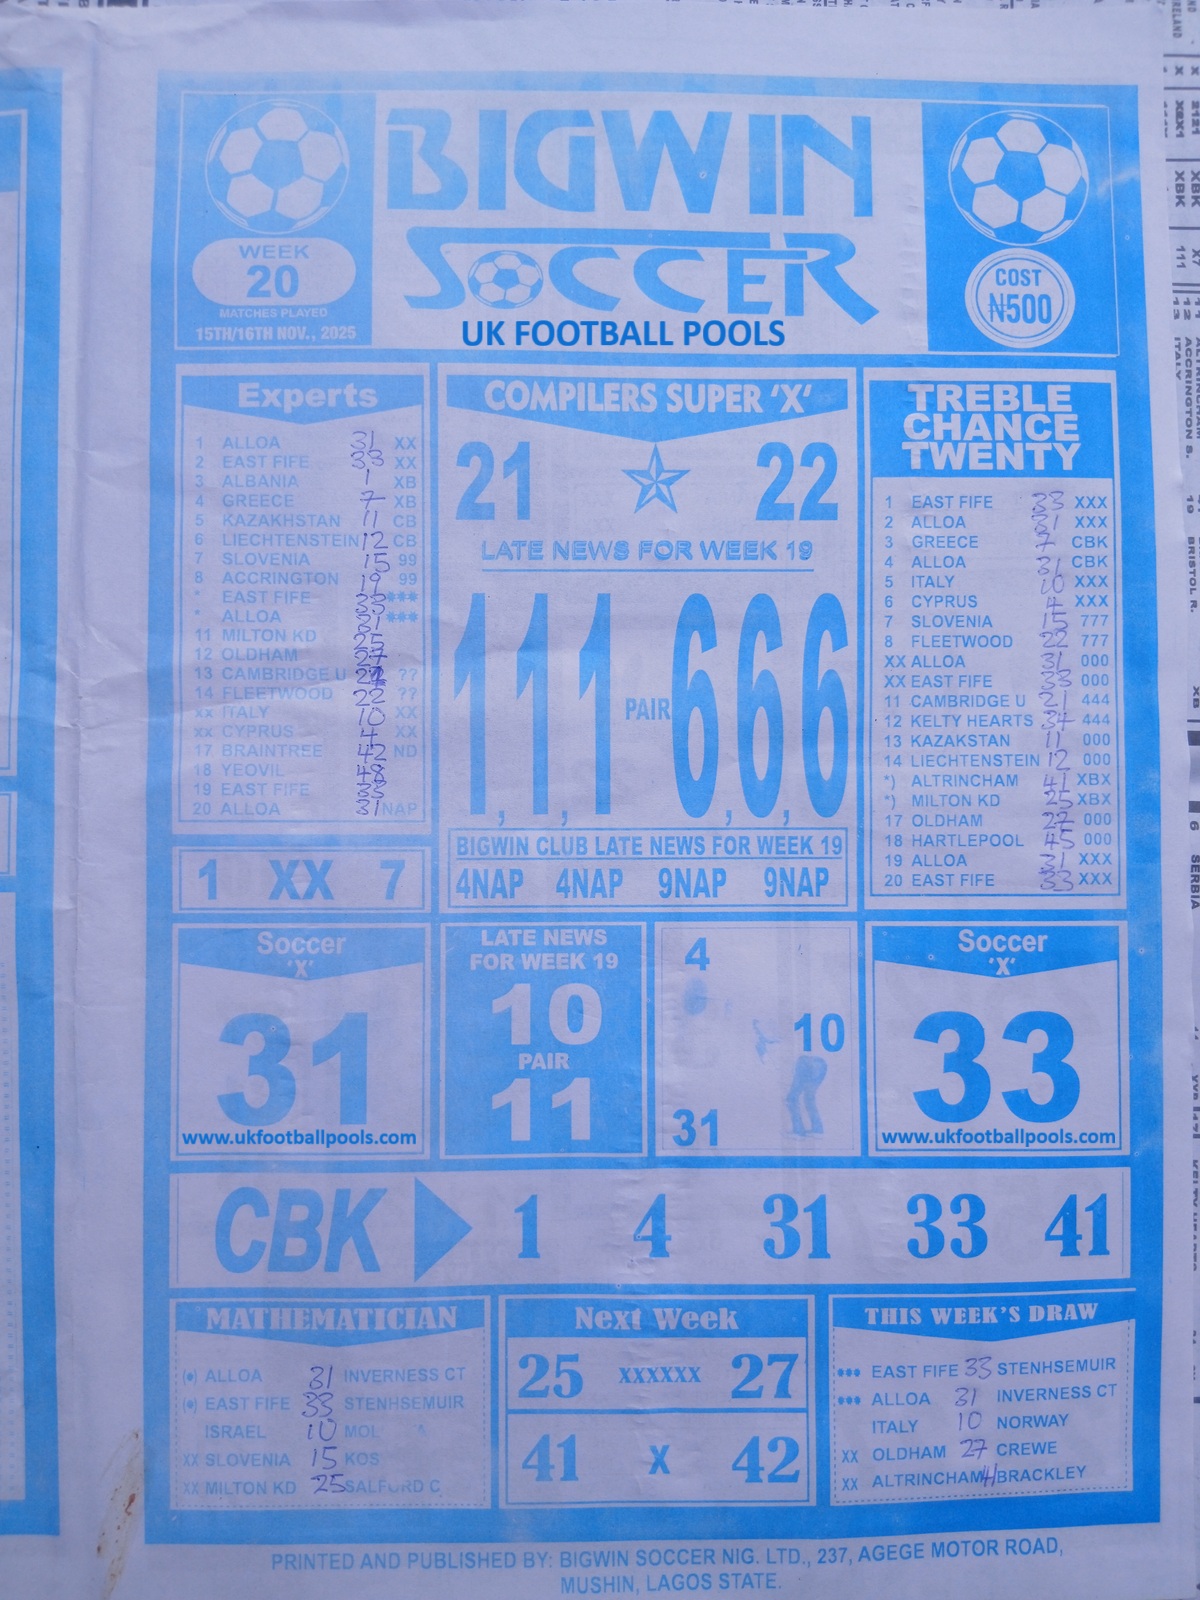 BIGWIN
SOCCER
UK FOOTBALL POOLS
WEEK
20
MATCHES PLAYED
15TH/16TH NOV., 2025
COST
₦500
Experts
1 ALLOA 31 XX
2 EAST FIFE 33 XX
3 ALBANIA 1 XB
4 GREECE 7 XB
5 KAZAKHSTAN 11 CB
6 LIECHTENSTEIN 12 CB
7 SLOVENIA 15 99
8 ACCRINGTON 19 99
* EAST FIFE 33 ***
* ALLOA 31 ***
11 MILTON KD 25
12 OLDHAM 27
13 CAMBRIDGE U 21 ??
14 FLEETWOOD 22 ??
xx ITALY 10 XX
xx CYPRUS 4 XX
17 BRAINTREE 42 ND
18 YEOVIL 48
19 EAST FIFE 33
20 ALLOA 31 NAP
1 XX 7
COMPILERS SUPER 'X'
21 22
LATE NEWS FOR WEEK 19
1,1,1 PAIR 6,6,6
BIGWIN CLUB LATE NEWS FOR WEEK 19
4NAP 4NAP 9NAP 9NAP
TREBLE
CHANCE
TWENTY
1 EAST FIFE 33 XXX
2 ALLOA 31 XXX
3 GREECE 7 CBK
4 ALLOA 31 CBK
5 ITALY 10 XXX
6 CYPRUS 4 XXX
7 SLOVENIA 15 777
8 FLEETWOOD 22 777
XX ALLOA 31 000
XX EAST FIFE 33 000
11 CAMBRIDGE U 21 444
12 KELTY HEARTS 34 444
13 KAZAKSTAN 11 000
14 LIECHTENSTEIN 12 000
*) ALTRINCHAM 41 XBX
*) MILTON KD 25 XBX
17 OLDHAM 27 000
18 HARTLEPOOL 45 000
19 ALLOA 31 XXX
20 EAST FIFE 33 XXX
Soccer
'X'
31
www.ukfootballpools.com
LATE NEWS
FOR WEEK 19
10
PAIR
11
4
10
31
Soccer
'X'
33
www.ukfootballpools.com
CBK 1 4 31 33 41
MATHEMATICIAN
(•) ALLOA 31 INVERNESS CT
(•) EAST FIFE 33 STENHSEMUIR
ISRAEL 10
XX SLOVENIA 15
XX MILTON KD 25 SALFORD C
Next Week
25 XXXXXX 27
41 X 42
THIS WEEK'S DRAW
••• EAST FIFE 33 STENHSEMUIR
••• ALLOA 31 INVERNESS CT
ITALY 10 NORWAY
XX OLDHAM 27 CREWE
XX ALTRINCHAM 41 BRACKLEY
PRINTED AND PUBLISHED BY: BIGWIN SOCCER NIG. LTD., 237, AGEGE MOTOR ROAD,
MUSHIN, LAGOS STATE.